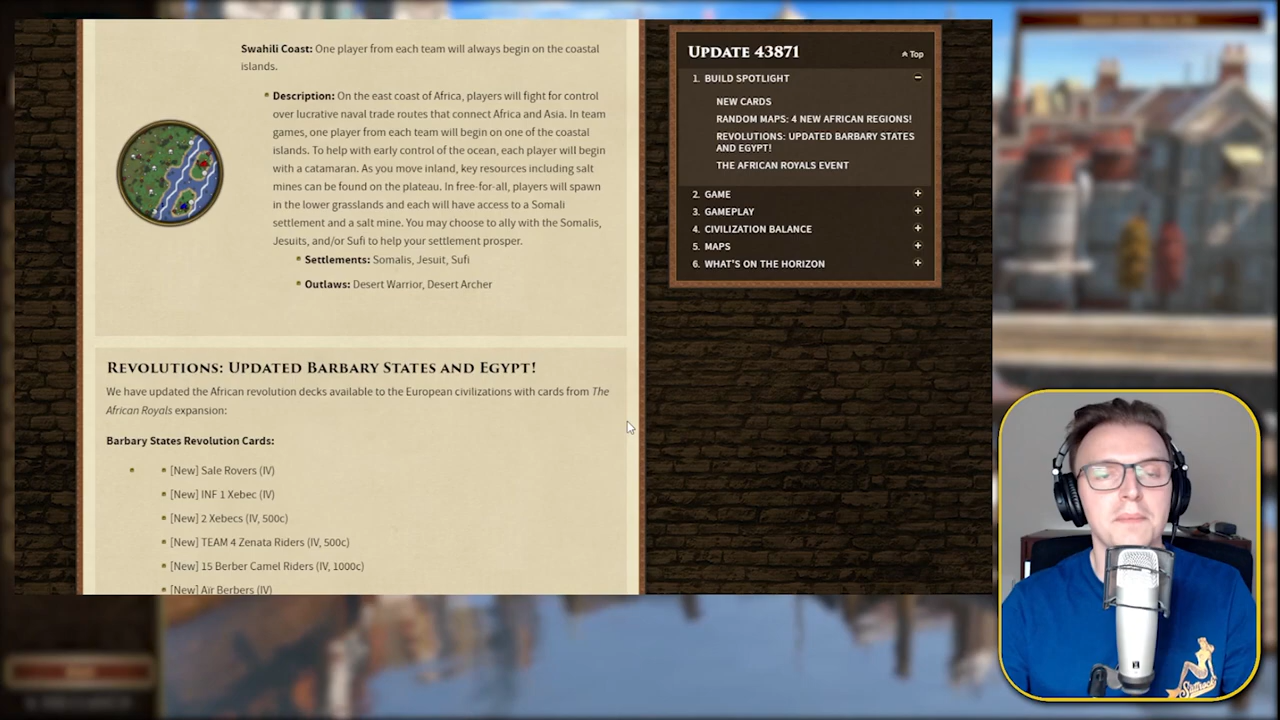 Swahili Coast: One player from each team will always begin on the coastal
islands.
Description: On the east coast of Africa, players will fight for control
over lucrative naval trade routes that connect Africa and Asia. In team
games, one player from each team will begin on one of the coastal
islands. To help with early control of the ocean, each player will begin
with a catamaran. As you move inland, key resources including salt
mines can be found on the plateau. In free-for-all, players will spawn
in the lower grasslands and each will have access to a Somali
settlement and a salt mine. You may choose to ally with the Somalis,
Jesuits, and/or Sufi to help your settlement prosper.
Settlements: Somalis, Jesuit, Sufi
Outlaws: Desert Warrior, Desert Archer
Revolutions: Updated Barbary States and Egypt!
We have updated the African revolution decks available to the European civilizations with cards from The
African Royals expansion:
Barbary States Revolution Cards:
[New] Sale Rovers (IV)
[New] INF 1 Xebec (IV)
[New] 2 Xebecs (IV, 500c)
[New] TEAM 4 Zenata Riders (IV, 500c)
[New] 15 Berber Camel Riders (IV, 1000c)
[New] Aïr Berbers (IV)
Update 43871
Top
1. BUILD SPOTLIGHT
NEW CARDS
RANDOM MAPS: 4 NEW AFRICAN REGIONS!
REVOLUTIONS: UPDATED BARBARY STATES
AND EGYPT!
THE AFRICAN ROYALS EVENT
2. GAME
3. GAMEPLAY
4. CIVILIZATION BALANCE
5. MAPS
6. WHAT'S ON THE HORIZON